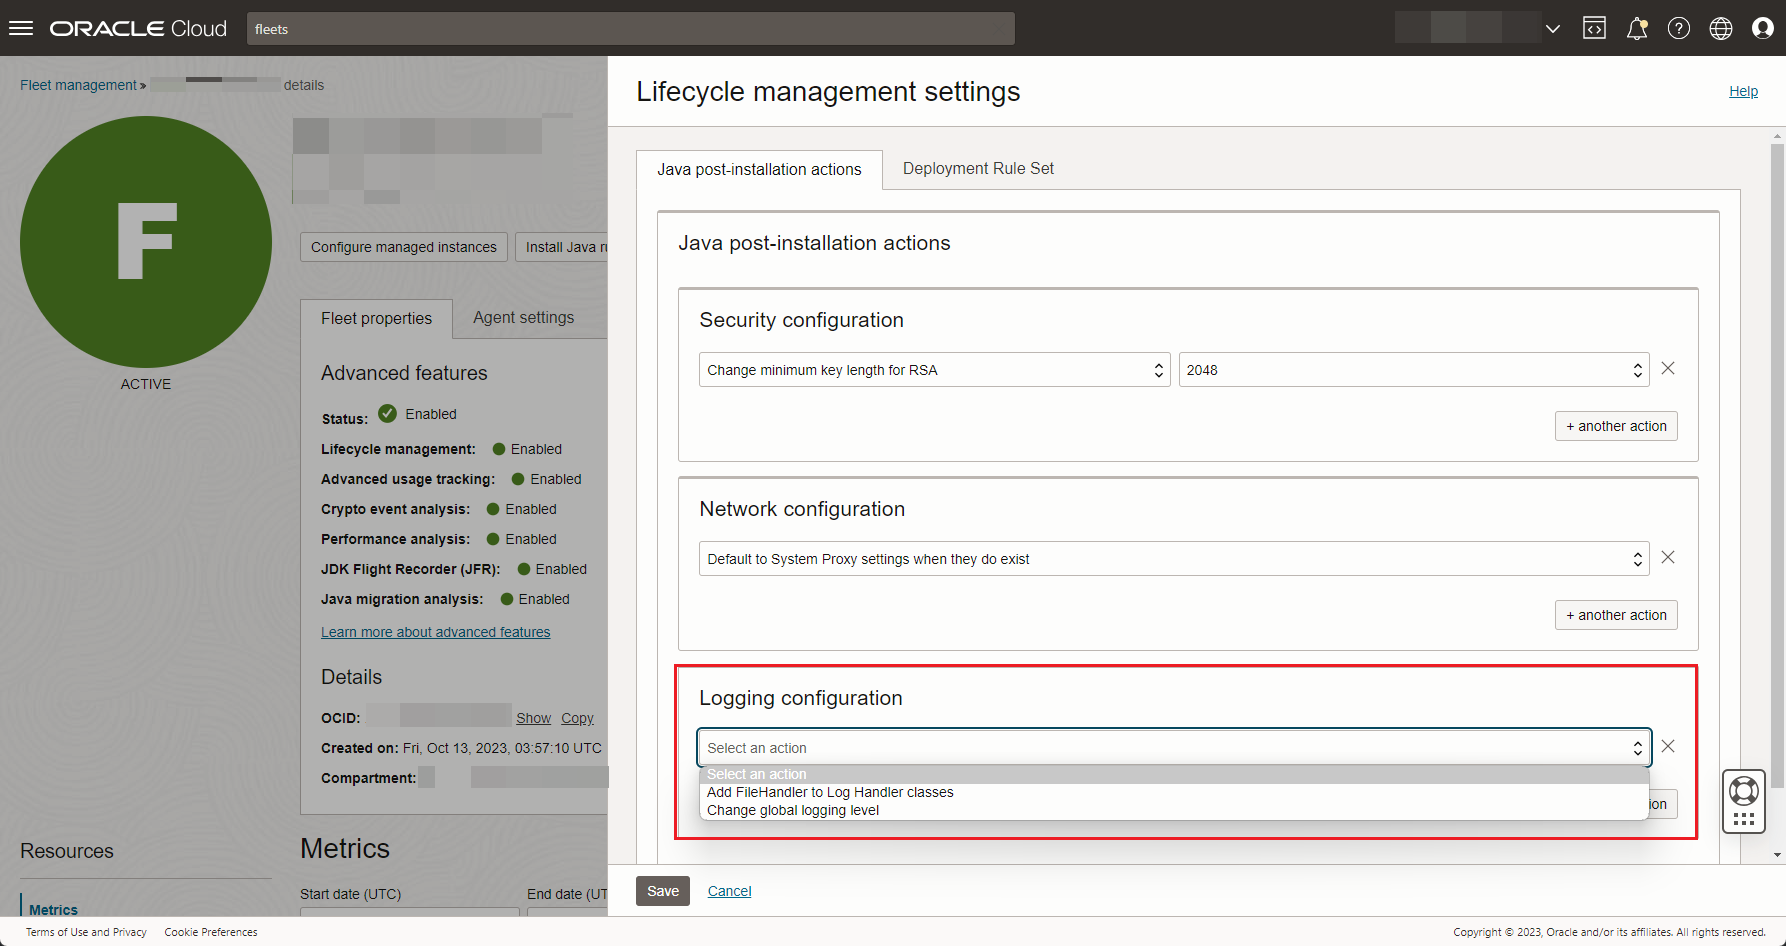 ORACLE Cloud
fleets
Fleet management » details
F
ACTIVE
Configure managed instances
Install Java ru
Fleet properties
Agent settings
Advanced features
Status: Enabled
Lifecycle management: Enabled
Advanced usage tracking: Enabled
Crypto event analysis: Enabled
Performance analysis: Enabled
JDK Flight Recorder (JFR): Enabled
Java migration analysis: Enabled
Learn more about advanced features
Details
OCID: Show Copy
Created on: Fri, Oct 13, 2023, 03:57:10 UTC
Compartment:
Resources
Metrics
Metrics
Start date (UTC)
End date (UT
Lifecycle management settings
Help
Java post-installation actions
Deployment Rule Set
Java post-installation actions
Security configuration
Change minimum key length for RSA
2048
+ another action
Network configuration
Default to System Proxy settings when they do exist
+ another action
Logging configuration
Select an action
Select an action
Add FileHandler to Log Handler classes
Change global logging level
ion
Save
Cancel
Terms of Use and Privacy
Cookie Preferences
Copyright © 2023, Oracle and/or its affiliates. All rights reserved.